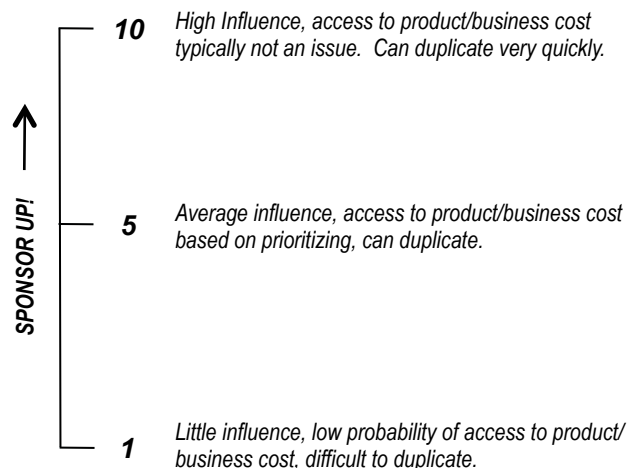 10
High Influence, access to product/business cost
typically not an issue.  Can duplicate very quickly.
SPONSOR UP!
5
Average influence, access to product/business cost
based on prioritizing, can duplicate.
1
Little influence, low probability of access to product/
business cost, difficult to duplicate.